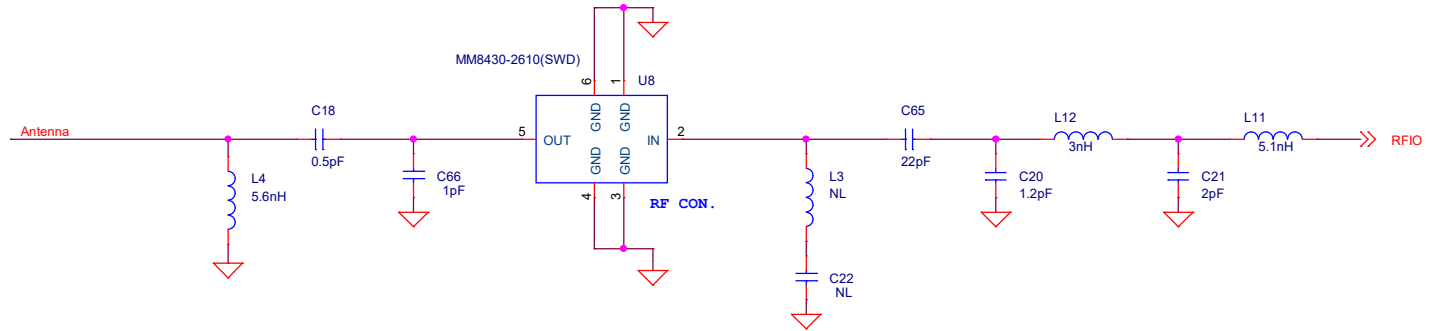 MM8430-2610(SWD)
6
1
U8
Antenna
C18
0.5pF
5
OUT
GND
GND
GND
GND
IN
2
C65
22pF
L12
3nH
L11
5.1nH
RFIO
L4
5.6nH
C66
1pF
4
3
RF CON.
L3
NL
C20
1.2pF
C21
2pF
C22
NL